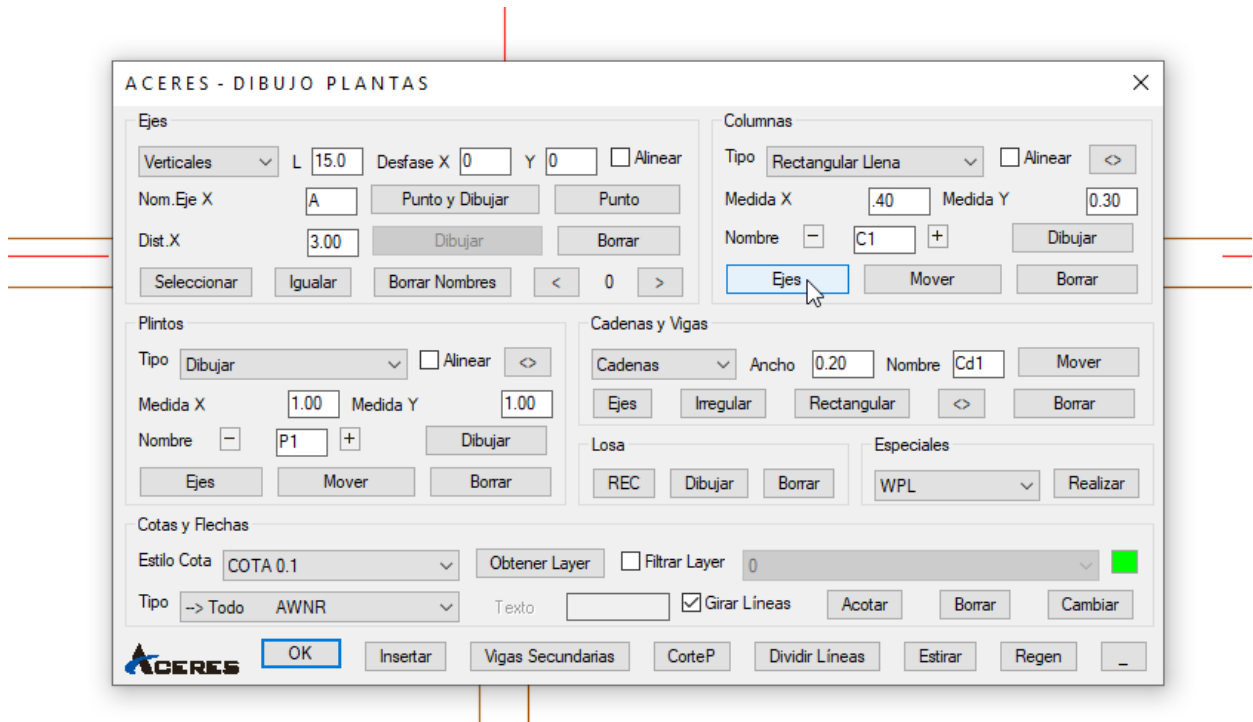 ACERES - DIBUJO PLANTAS
Ejes
Verticales L 15.0 Desfase X 0 Y 0 Alinear
Nom.Eje X A Punto y Dibujar Punto
Dist.X 3.00 Dibujar Borrar
Seleccionar Igualar Borrar Nombres < 0 >
Columnas
Tipo Rectangular Llena Alinear <>
Medida X .40 Medida Y 0.30
Nombre − C1 + Dibujar
Ejes Mover Borrar
Plintos
Tipo Dibujar Alinear <>
Medida X 1.00 Medida Y 1.00
Nombre − P1 + Dibujar
Ejes Mover Borrar
Cadenas y Vigas
Cadenas Ancho 0.20 Nombre Cd1 Mover
Ejes Irregular Rectangular <> Borrar
Losa
REC Dibujar Borrar
Especiales
WPL Realizar
Cotas y Flechas
Estilo Cota COTA 0.1 Obtener Layer Filtrar Layer 0
Tipo --> Todo AWNR Texto Girar Líneas Acotar Borrar Cambiar
ACERES OK Insertar Vigas Secundarias CorteP Dividir Líneas Estirar Regen _